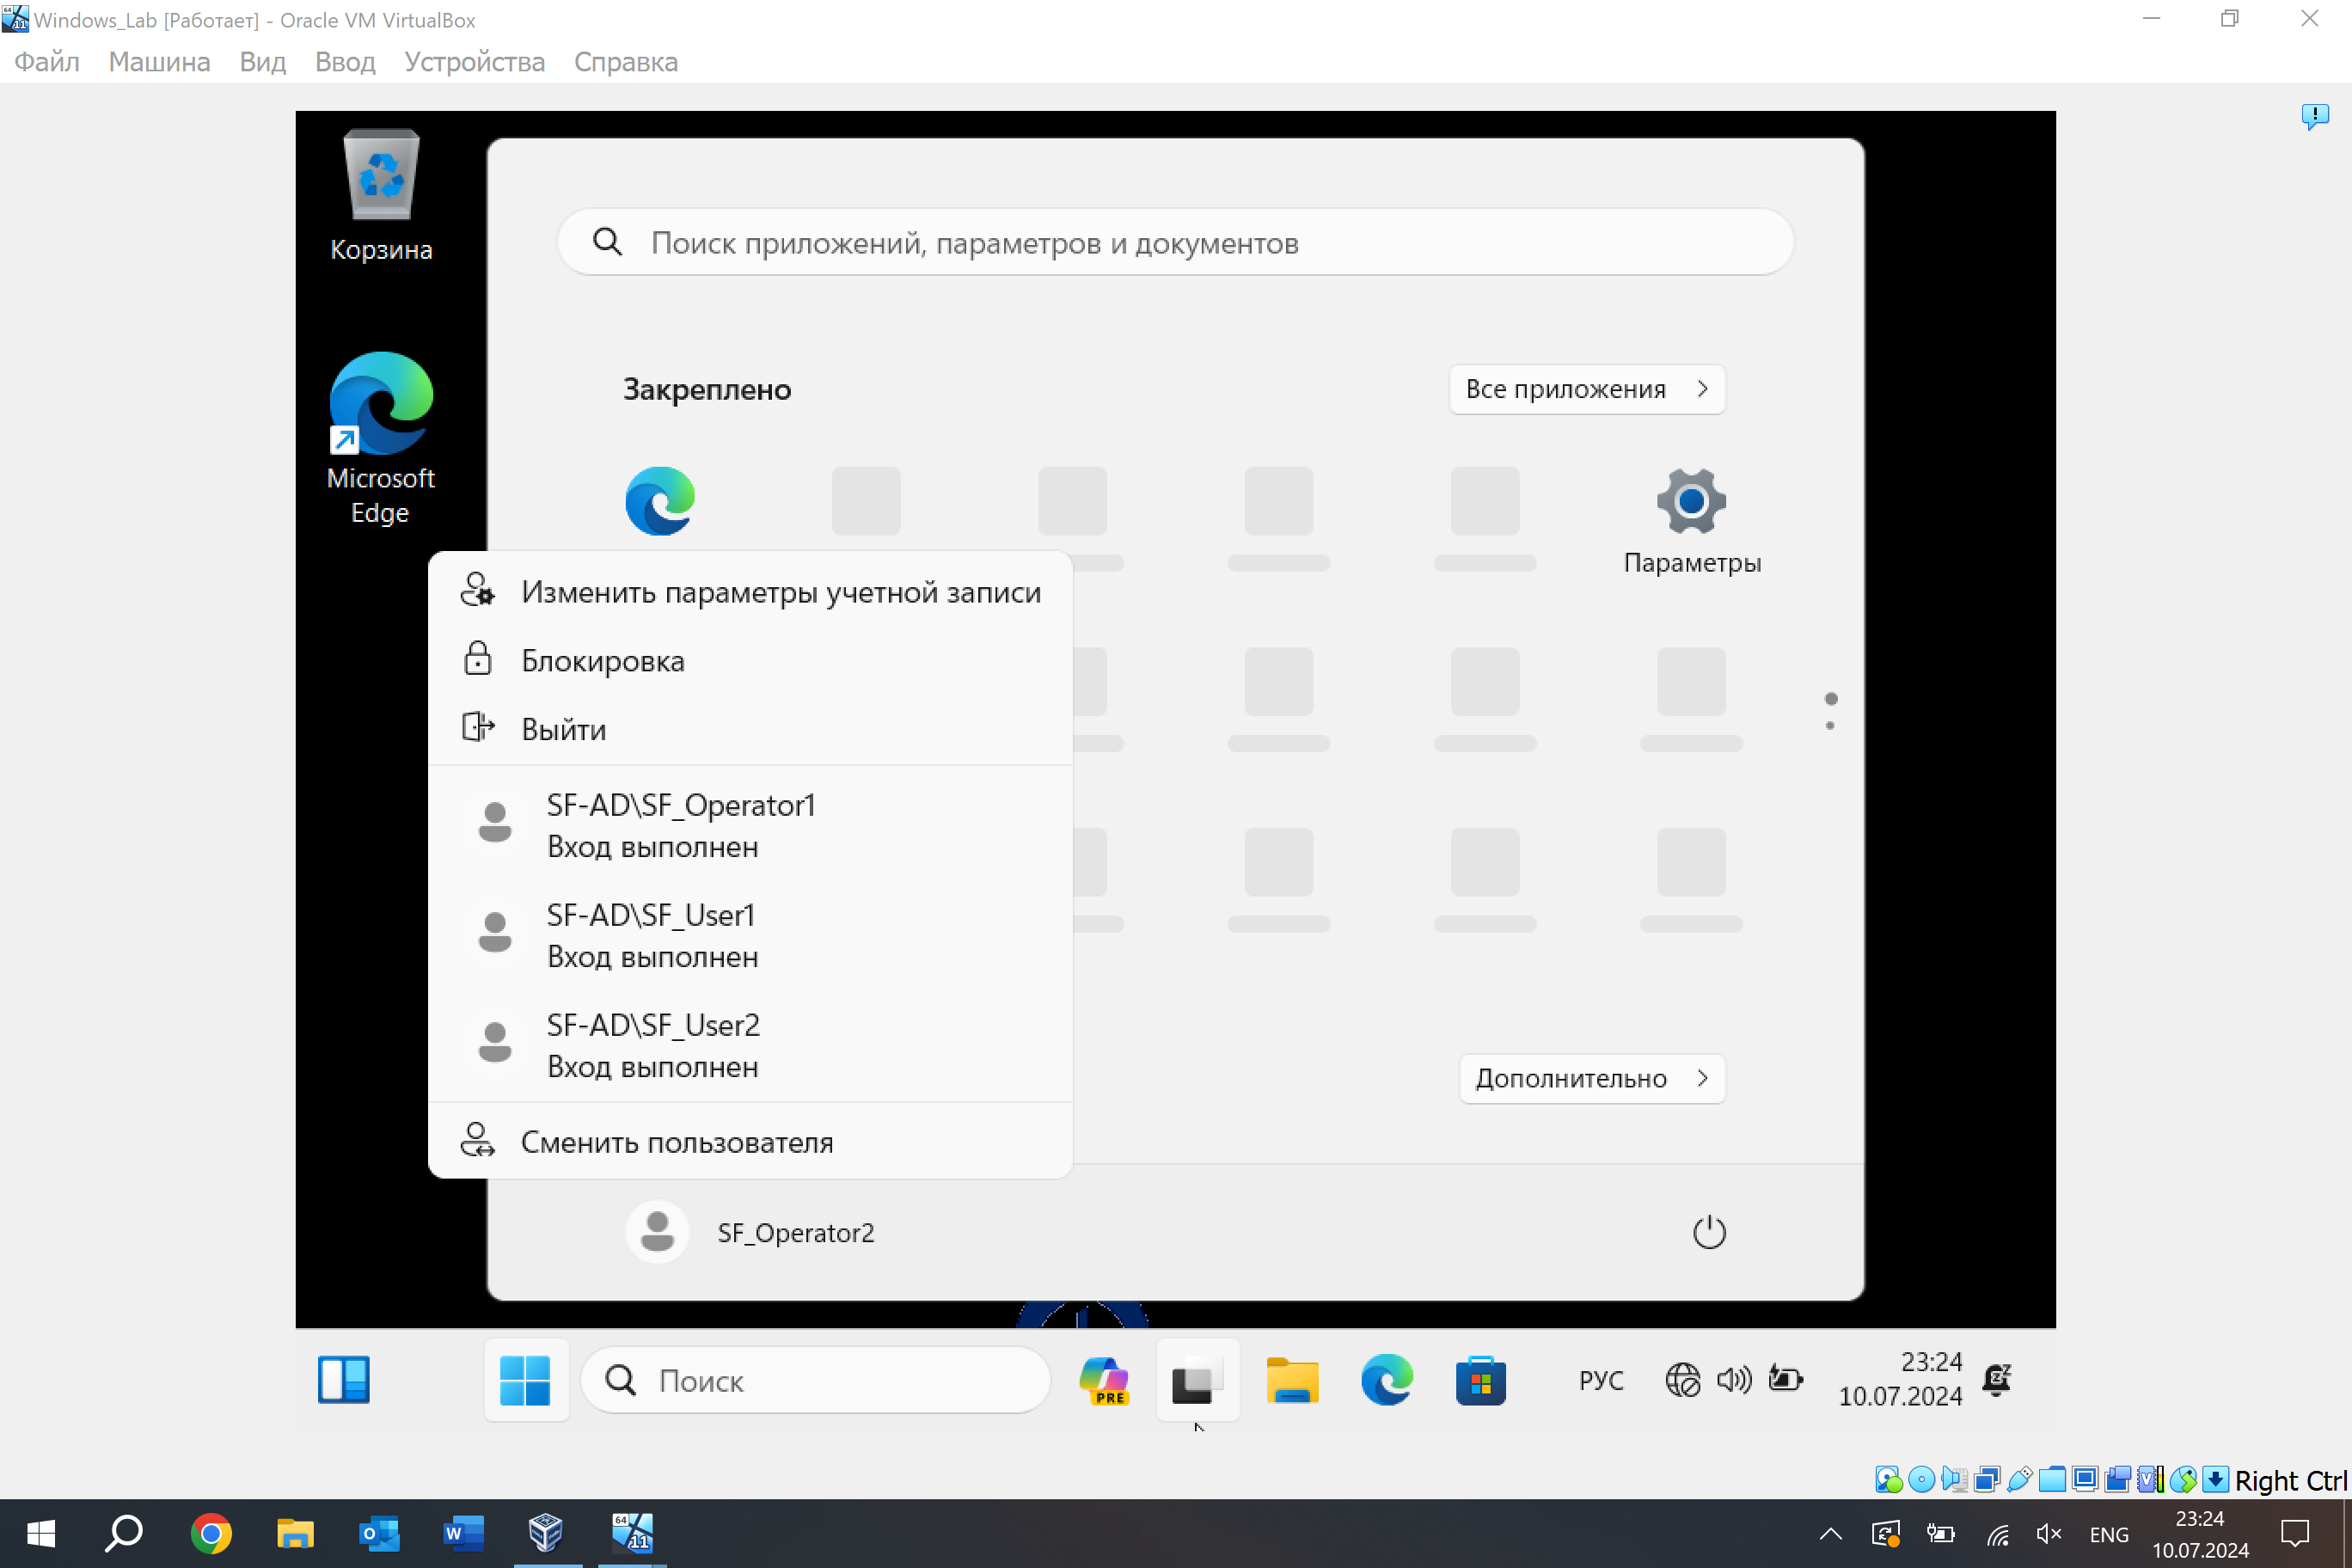 Windows_Lab [Работает] - Oracle VM VirtualBox
Файл Машина Вид Ввод Устройства Справка
Корзина
Microsoft
Edge
Поиск приложений, параметров и документов
Закреплено
Все приложения
Параметры
Изменить параметры учетной записи
Блокировка
Выйти
SF-AD\SF_Operator1
Вход выполнен
SF-AD\SF_User1
Вход выполнен
SF-AD\SF_User2
Вход выполнен
Сменить пользователя
Дополнительно
SF_Operator2
Поиск
PRE
РУС
23:24
10.07.2024
Right Ctrl
64
11
ENG
23:24
10.07.2024